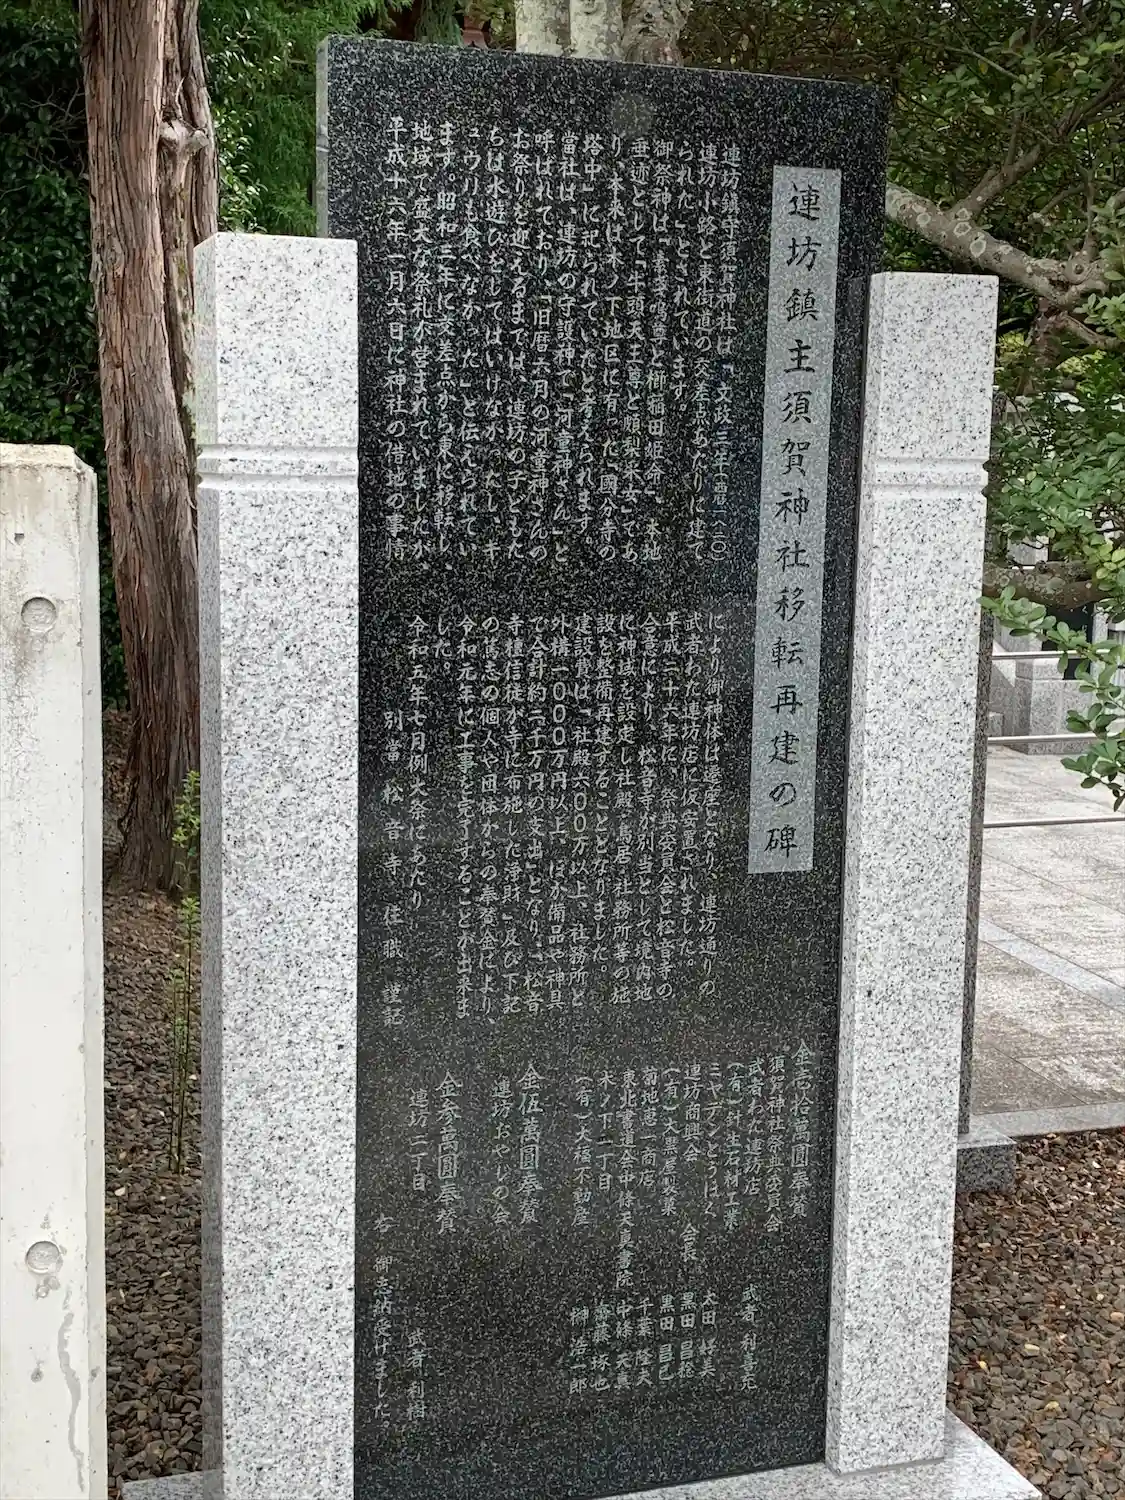 連坊鎮主須賀神社移転再建の碑
連坊鎮守須賀神社は「文政三年(西暦一八二〇)
連坊小路と東街道の交差点あたりに建て
られた」とされています。
御祭神は「素戔嗚尊と櫛稲田姫命」、本地
垂迹として「牛頭天王尊と頗梨采女」であ
り、本来は木ノ下地区に有った「國分寺の
塔中」に祀られていたと考えられます。
當社は、連坊の守護神で「河童神さん」と
呼ばれており、「旧暦六月の河童神さんの
お祭りを迎えるまでは、連坊の子どもた
ちは水遊びをしてはいけなかったし、キ
ュウリも食べなかった」と伝えられてい
ます。昭和三年に交差点から東に移転し、
地域で盛大な祭礼が営まれていましたが、
平成十六年一月六日に神社の借地の事情
により御神体は遷座となり、連坊通りの
武者わた連坊店に仮安置されました。
平成二十六年に、祭典委員会と松音寺の
合意により、松音寺が別当として境内地
に神域を設定し社殿・鳥居・社務所等の施
設を整備再建することとなりました。
建設費は「社殿六〇〇万以上、社務所と
外構一〇〇〇万円以上、ほか備品や神具
で合計約二千万円の支出」となり、「松音
寺檀信徒が寺に布施した浄財」及び下記
の篤志の個人や団体からの奉賛金により、
令和元年に工事を完了することが出来ま
した。
令和五年七月例大祭にあたり
別當 松音寺 住職 謹記
金壱拾萬圓奉賛
須賀神社祭典委員会
武者わた連坊店 武者 利喜允
(有)針生石材工業
ミヤデンとうほく 太田 好美
連坊商興会 会長 黒田 昌稔
(有)大黒屋製菓 黒田 昌巳
菊地恵一商店 千葉 隆天
東北書道会中條天真書院 中條 天真
木ノ下一丁目 齋藤 琢也
(有)大福不動産 榊 浩一郎
金伍萬圓奉賛
連坊おやじの会
金参萬圓奉賛
連坊二丁目 武者 利樹
右 御志納受けました